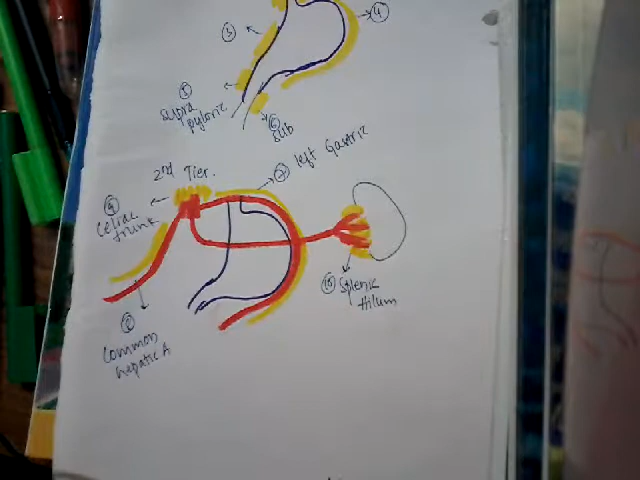 ③
④
⑤
Supra
pyloric
⑥
Sub
2nd Tier.
⑦ left Gastric
⑨
Celiac
trunk
⑩ Splenic
Hilum
⑧
Common
hepatic A